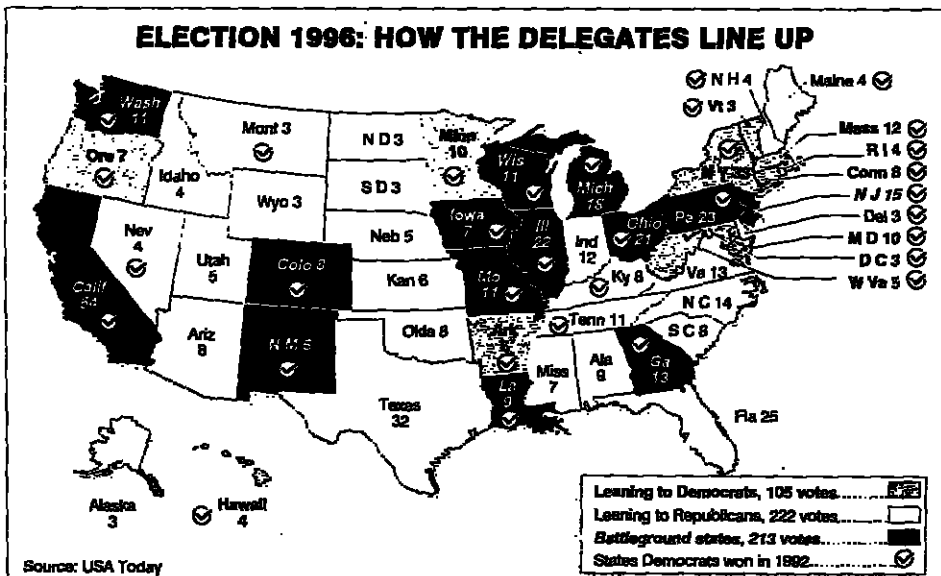 ELECTION 1996: HOW THE DELEGATES LINE UP
N H 4
Maine 4
Vt 3
Wash
11
Mont 3
N D 3
Minn
10
Mass 12
R I 4
Conn 8
N J 15
Del 3
M D 10
D C 3
W Va 5
Ore 7
Idaho
4
Wyo 3
S D 3
Wis
11
Mich
18
N Y 33
Pa 23
Nev
4
Utah
5
Colo 8
Neb 5
Iowa
7
Ill
22
Ind
12
Ohio
21
Calif
54
Kan 6
Mo
11
Ky 8
Va 13
Ariz
8
N M 5
Okla 8
Ark
Tenn 11
N C 14
S C 8
Texas
32
La
9
Miss
7
Ala
9
Ga
13
Fla 25
Alaska
3
Hawaii
4
Leaning to Democrats, 105 votes
Leaning to Republicans, 222 votes
Battleground states, 213 votes
States Democrats won in 1992
Source: USA Today